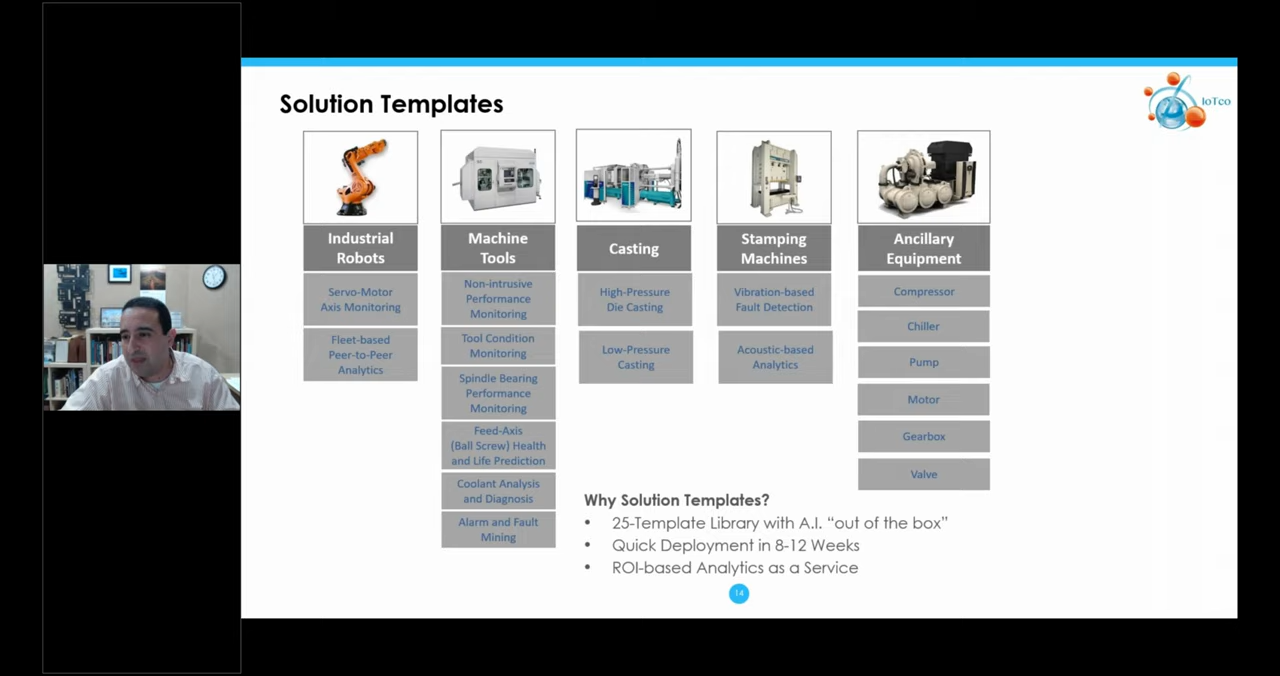 Solution Templates
IoTco
Industrial
Robots
Servo-Motor
Axis Monitoring
Fleet-based
Peer-to-Peer
Analytics
Machine
Tools
Non-intrusive
Performance
Monitoring
Tool Condition
Monitoring
Spindle Bearing
Performance
Monitoring
Feed-Axis
(Ball Screw) Health
and Life Prediction
Coolant Analysis
and Diagnosis
Alarm and Fault
Mining
Casting
High-Pressure
Die Casting
Low-Pressure
Casting
Stamping
Machines
Vibration-based
Fault Detection
Acoustic-based
Analytics
Ancillary
Equipment
Compressor
Chiller
Pump
Motor
Gearbox
Valve
Why Solution Templates?
• 25-Template Library with A.I. “out of the box”
• Quick Deployment in 8-12 Weeks
• ROI-based Analytics as a Service
14